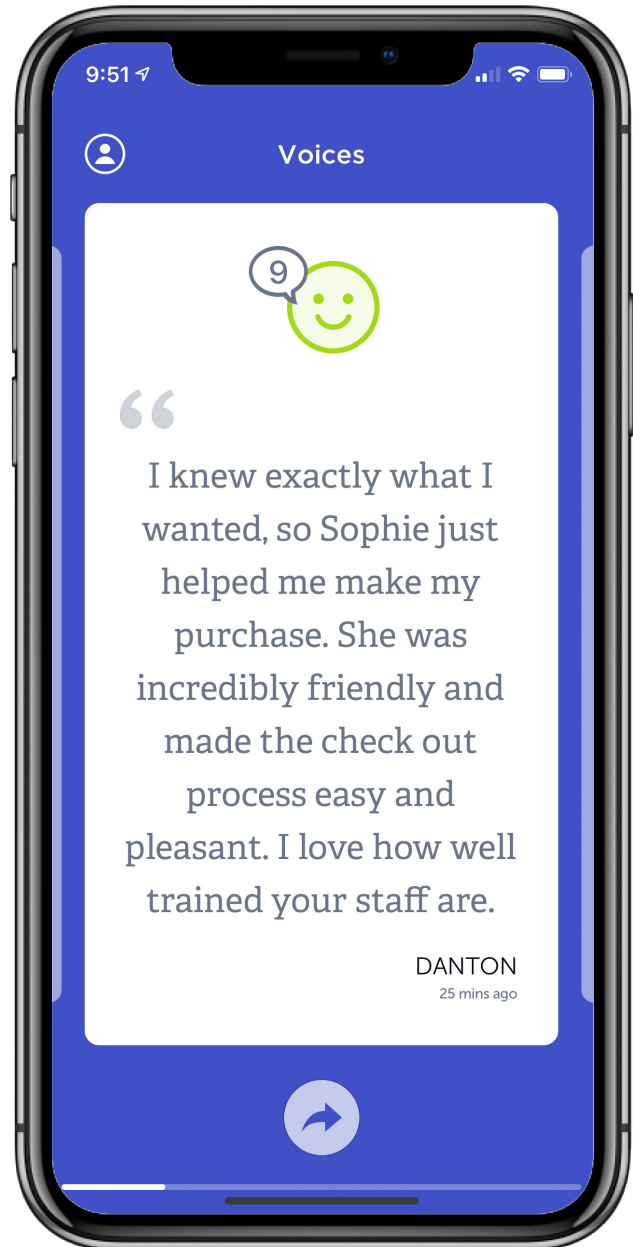 9:51
Voices
9
“
I knew exactly what I
wanted, so Sophie just
helped me make my
purchase. She was
incredibly friendly and
made the check out
process easy and
pleasant. I love how well
trained your staff are.
DANTON
25 mins ago